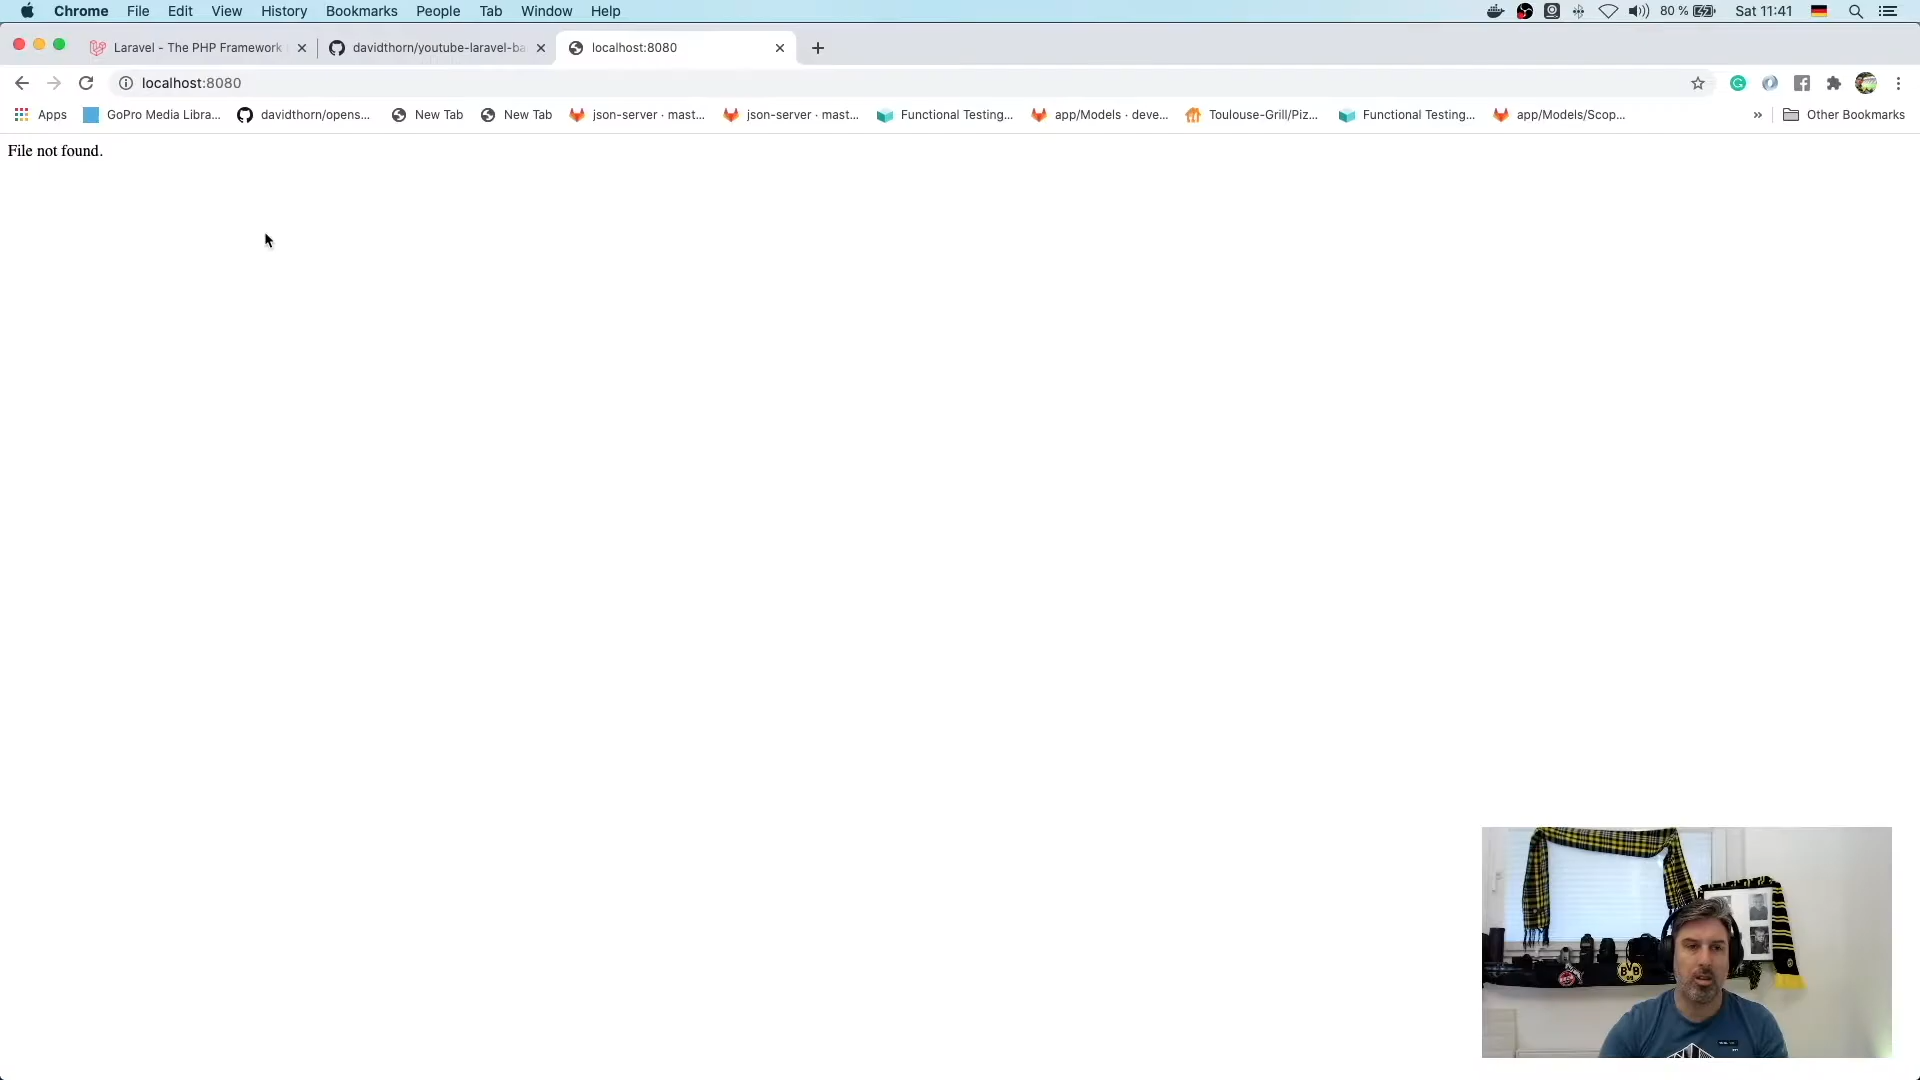 Chrome File Edit View History Bookmarks People Tab Window Help 80 % Sat 11:41
Laravel - The PHP Framework davidthorn/youtube-laravel-ba localhost:8080
localhost:8080
Apps GoPro Media Libra... davidthorn/opens... New Tab New Tab json-server · mast... json-server · mast... Functional Testing... app/Models · deve... Toulouse-Grill/Piz... Functional Testing... app/Models/Scop... » Other Bookmarks
File not found.
BVB
09